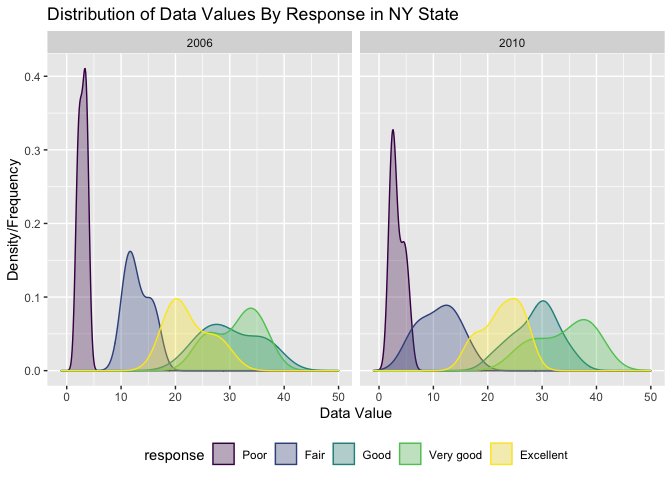 Distribution of Data Values By Response in NY State
2006
2010
Density/Frequency
0.4
0.3
0.2
0.1
0.0
0 10 20 30 40 50
0 10 20 30 40 50
Data Value
response Poor Fair Good Very good Excellent